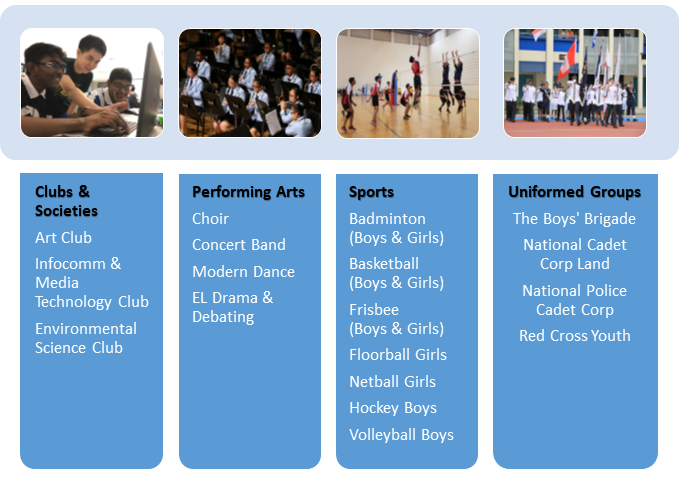 Clubs &
Societies
Art Club
Infocomm &
Media
Technology Club
Environmental
Science Club
Performing Arts
Choir
Concert Band
Modern Dance
EL Drama &
Debating
Sports
Badminton
(Boys & Girls)
Basketball
(Boys & Girls)
Frisbee
(Boys & Girls)
Floorball Girls
Netball Girls
Hockey Boys
Volleyball Boys
Uniformed Groups
The Boys' Brigade
National Cadet
Corp Land
National Police
Cadet Corp
Red Cross Youth